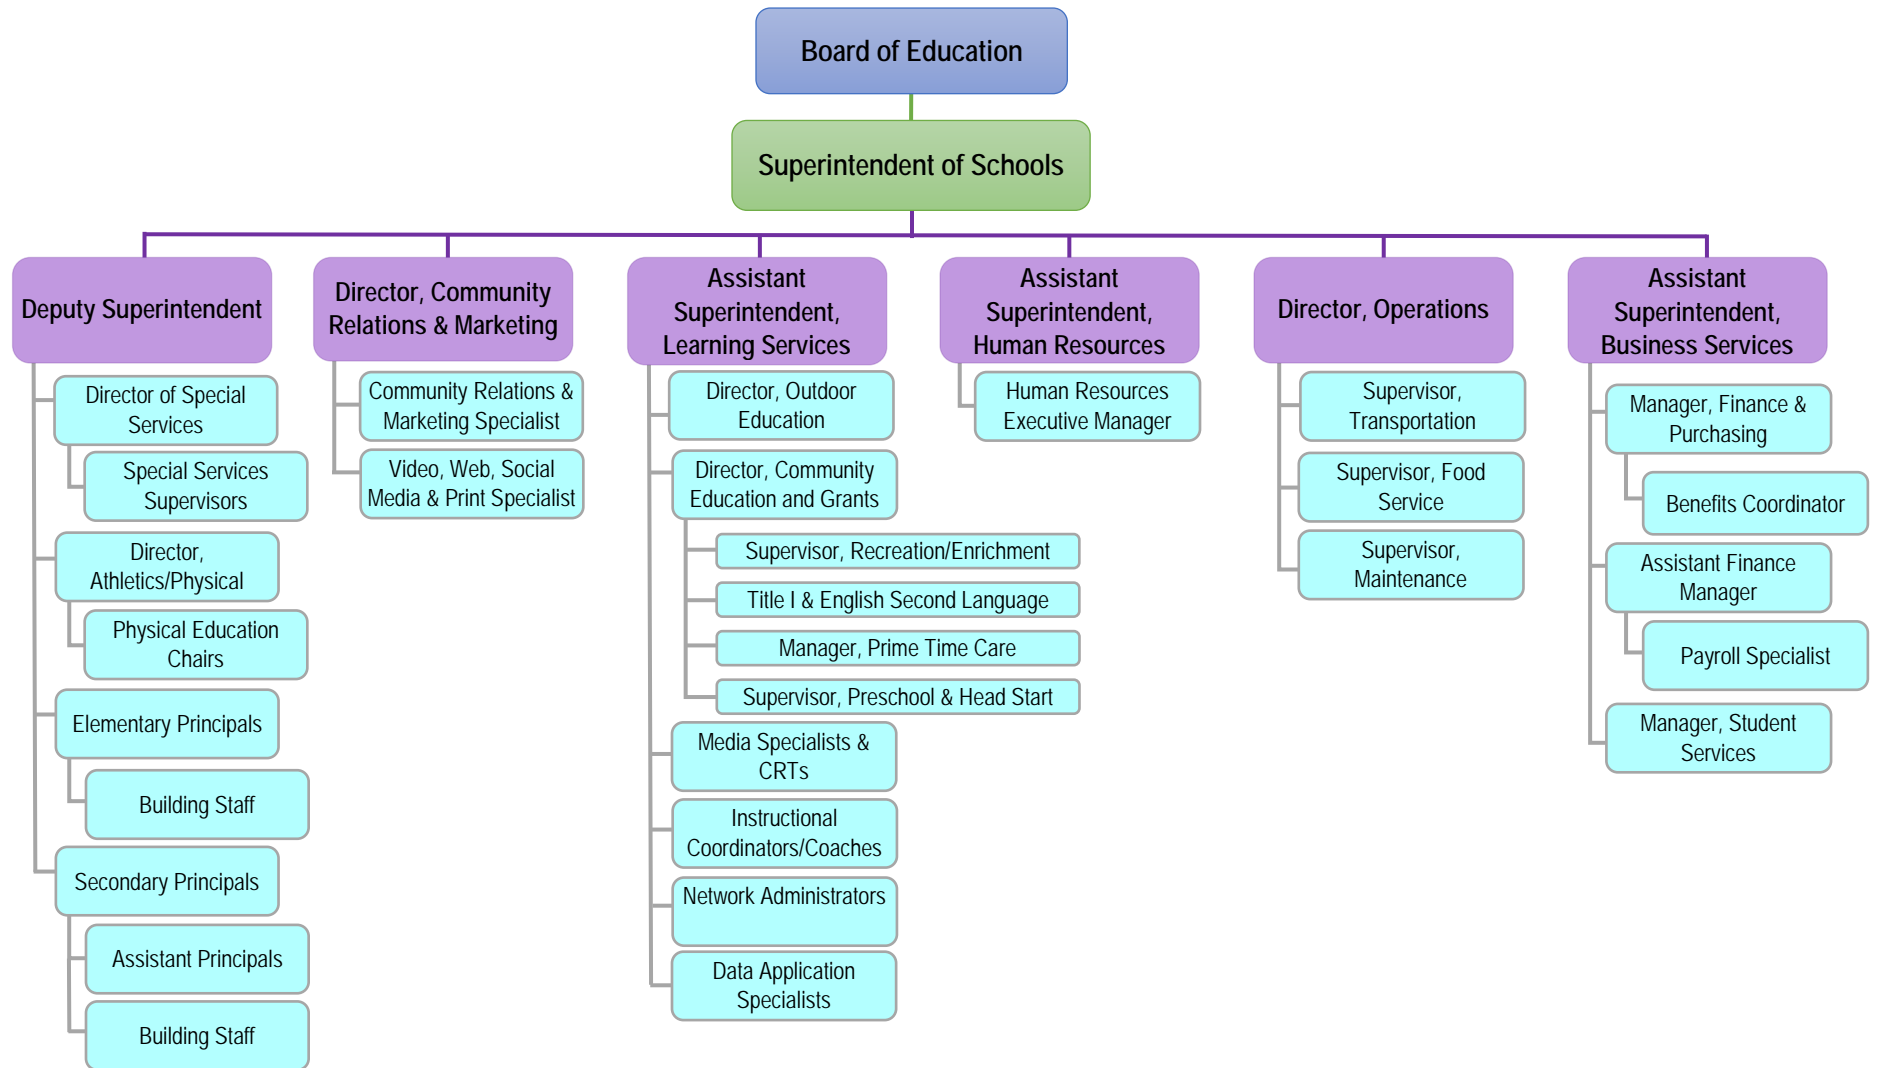 Board of Education
Superintendent of Schools
Deputy Superintendent
Director of Special
Services
Special Services
Supervisors
Director,
Athletics/Physical
Physical Education
Chairs
Elementary Principals
Building Staff
Secondary Principals
Assistant Principals
Building Staff
Director, Community
Relations & Marketing
Community Relations &
Marketing Specialist
Video, Web, Social
Media & Print Specialist
Assistant
Superintendent,
Learning Services
Director, Outdoor
Education
Director, Community
Education and Grants
Supervisor, Recreation/Enrichment
Title I & English Second Language
Manager, Prime Time Care
Supervisor, Preschool & Head Start
Media Specialists &
CRTs
Instructional
Coordinators/Coaches
Network Administrators
Data Application
Specialists
Assistant
Superintendent,
Human Resources
Human Resources
Executive Manager
Director, Operations
Supervisor,
Transportation
Supervisor, Food
Service
Supervisor,
Maintenance
Assistant
Superintendent,
Business Services
Manager, Finance &
Purchasing
Benefits Coordinator
Assistant Finance
Manager
Payroll Specialist
Manager, Student
Services